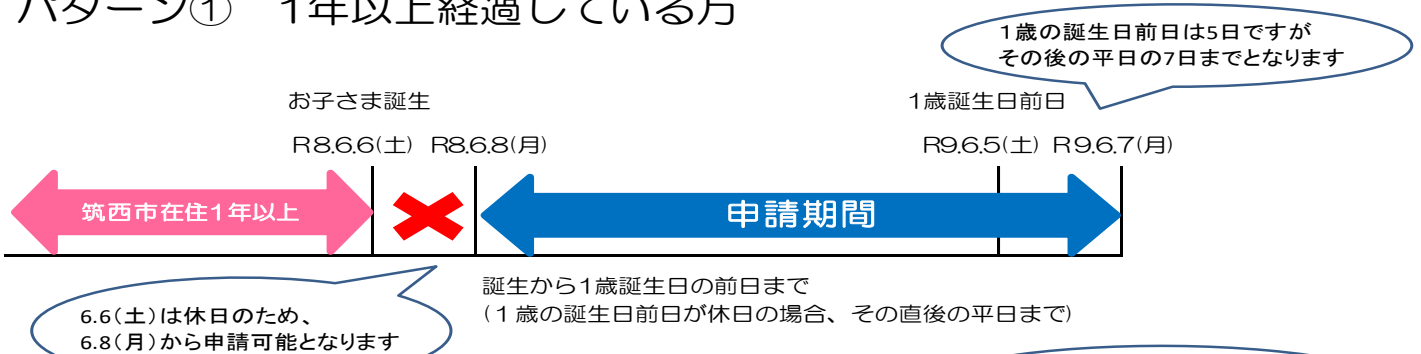 パターン①　1年以上経過している方
1歳の誕生日前日は5日ですが
その後の平日の7日までとなります
お子さま誕生
1歳誕生日前日
R8.6.6(土)
R8.6.8(月)
R9.6.5(土)
R9.6.7(月)
筑西市在住1年以上
申請期間
誕生から1歳誕生日の前日まで
(1歳の誕生日前日が休日の場合、その直後の平日まで)
6.6(土)は休日のため、
6.8(月)から申請可能となります